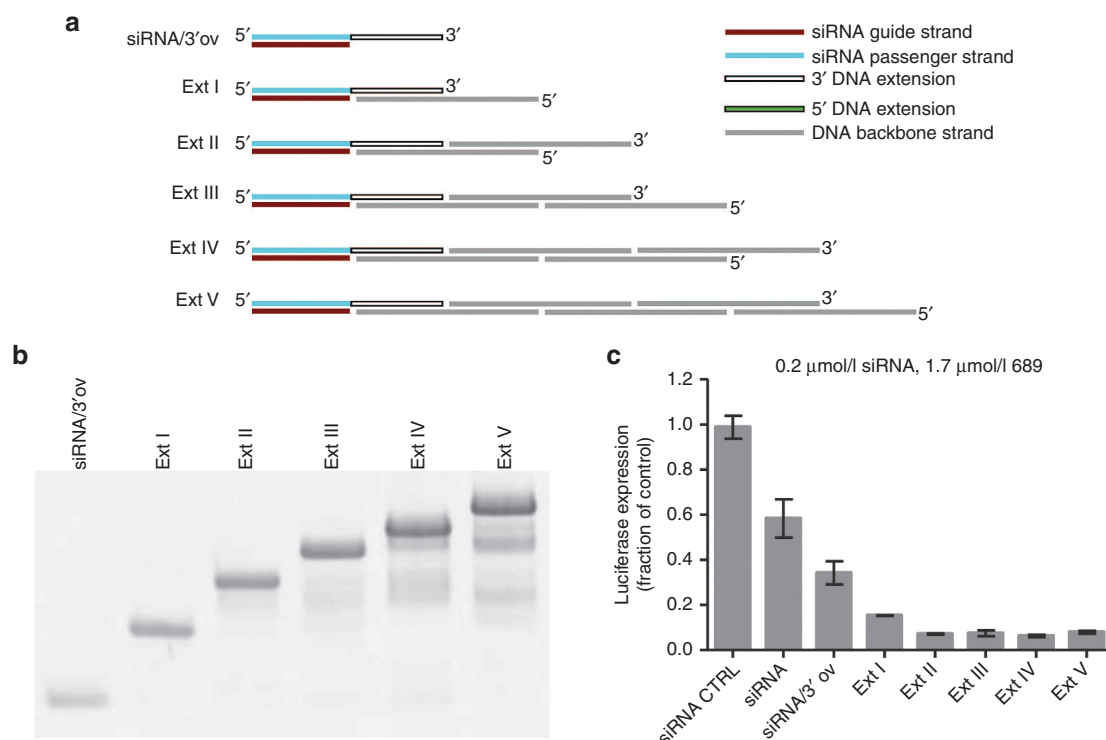 a
siRNA/3′ov 5′ 3′
Ext I 5′ 3′ 5′
Ext II 5′ 3′ 5′
Ext III 5′ 3′ 5′
Ext IV 5′ 3′ 5′
Ext V 5′ 3′ 5′
siRNA guide strand
siRNA passenger strand
3′ DNA extension
5′ DNA extension
DNA backbone strand
b
siRNA/3′ov
Ext I
Ext II
Ext III
Ext IV
Ext V
c
0.2 μmol/l siRNA, 1.7 μmol/l 689
Luciferase expression
(fraction of control)
1.2
1.0
0.8
0.6
0.4
0.2
0.0
siRNA CTRL
siRNA
siRNA/3′ ov
Ext I
Ext II
Ext III
Ext IV
Ext V